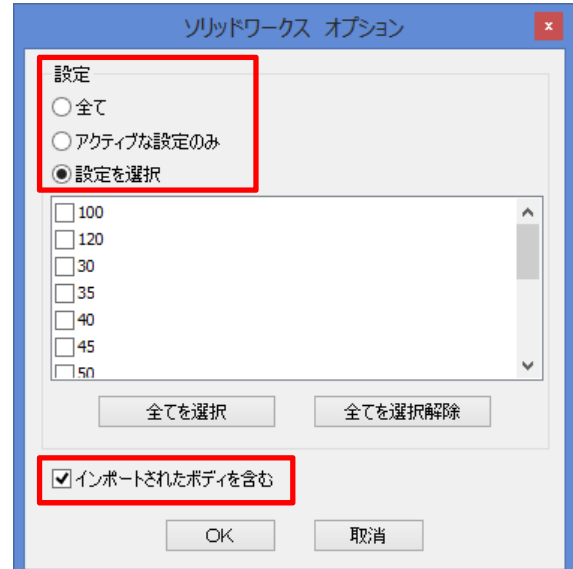 ソリッドワークス オプション
x
設定
全て
アクティブな設定のみ
設定を選択
100
120
30
35
40
45
50
全てを選択 全てを選択解除
インポートされたボディを含む
OK 取消